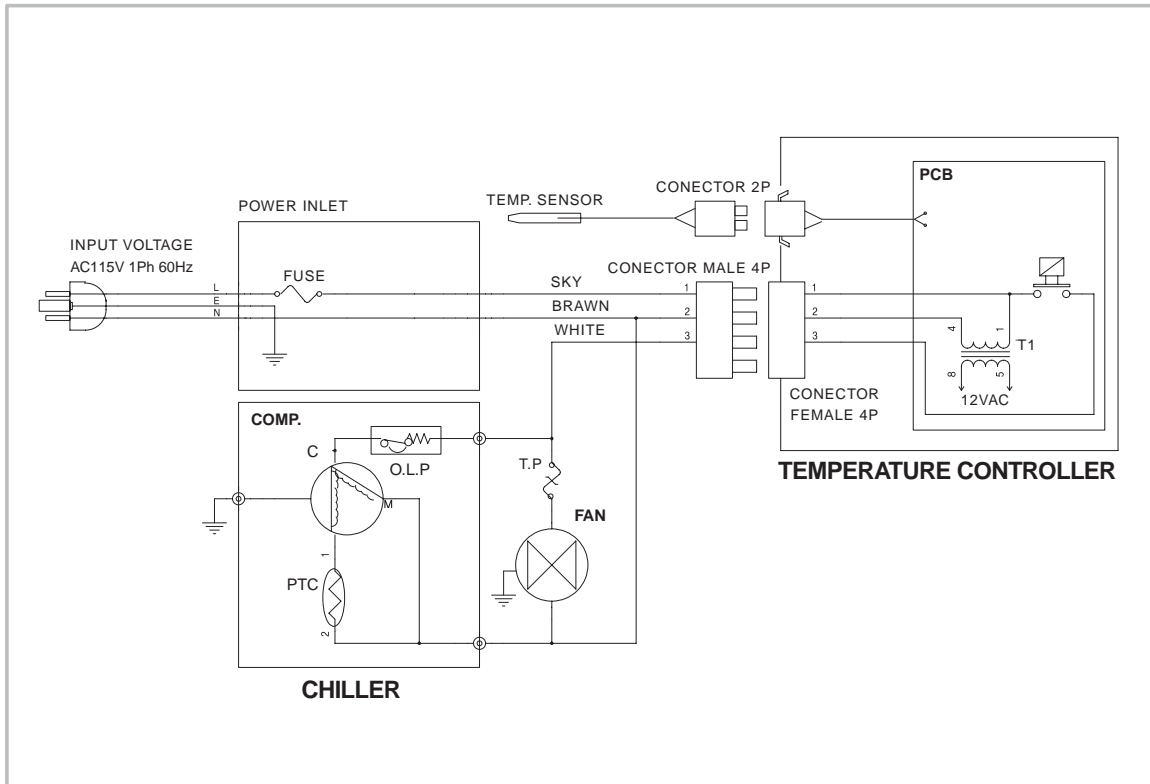 POWER INLET
INPUT VOLTAGE
AC115V 1Ph 60Hz
L
E
N
FUSE
TEMP. SENSOR
CONECTOR 2P
PCB
SKY
BRAWN
WHITE
CONECTOR MALE 4P
1
2
3
1
2
3
4
1
T1
8
5
12VAC
CONECTOR
FEMALE 4P
TEMPERATURE CONTROLLER
COMP.
C
O.L.P
M
1
PTC
2
T.P
FAN
CHILLER